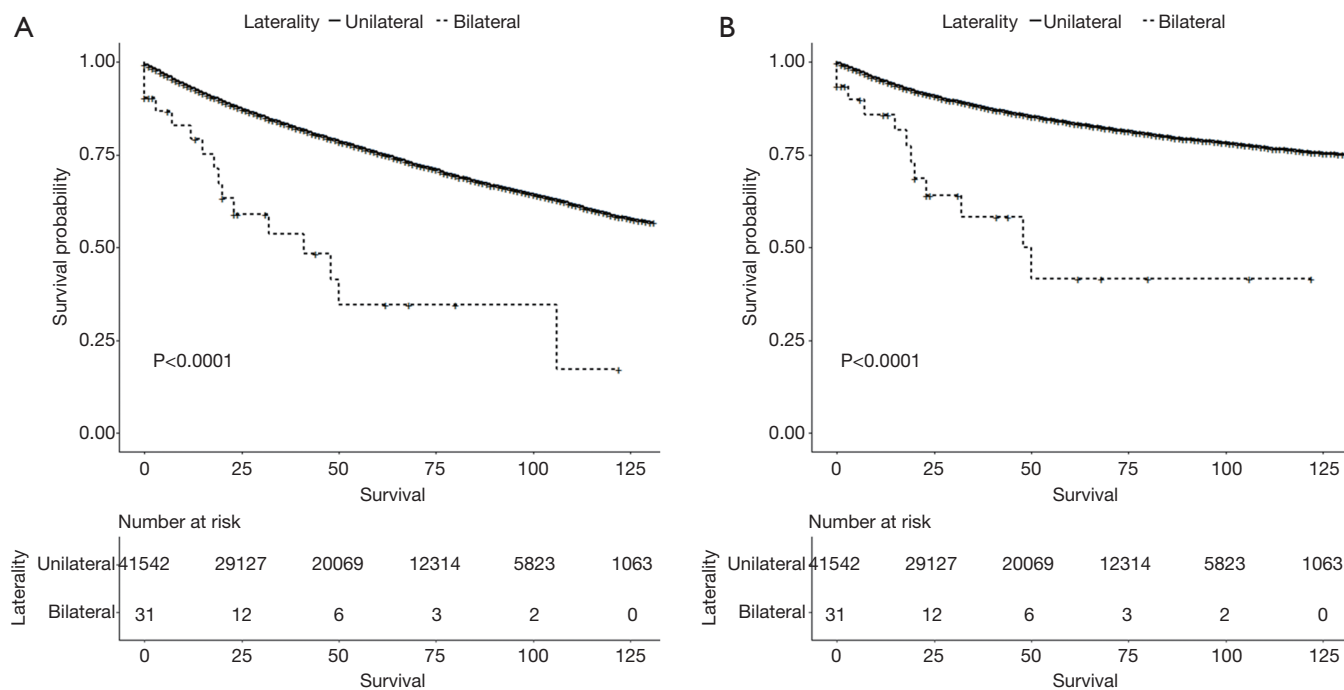 A
Laterality Unilateral Bilateral
1.00
0.75
0.50
0.25
0.00
Survival probability
P<0.0001
0 25 50 75 100 125
Survival
Number at risk
Laterality
Unilateral 41542 29127 20069 12314 5823 1063
Bilateral 31 12 6 3 2 0
0 25 50 75 100 125
Survival
B
Laterality Unilateral Bilateral
1.00
0.75
0.50
0.25
0.00
Survival probability
P<0.0001
0 25 50 75 100 125
Survival
Number at risk
Laterality
Unilateral 41542 29127 20069 12314 5823 1063
Bilateral 31 12 6 3 2 0
0 25 50 75 100 125
Survival